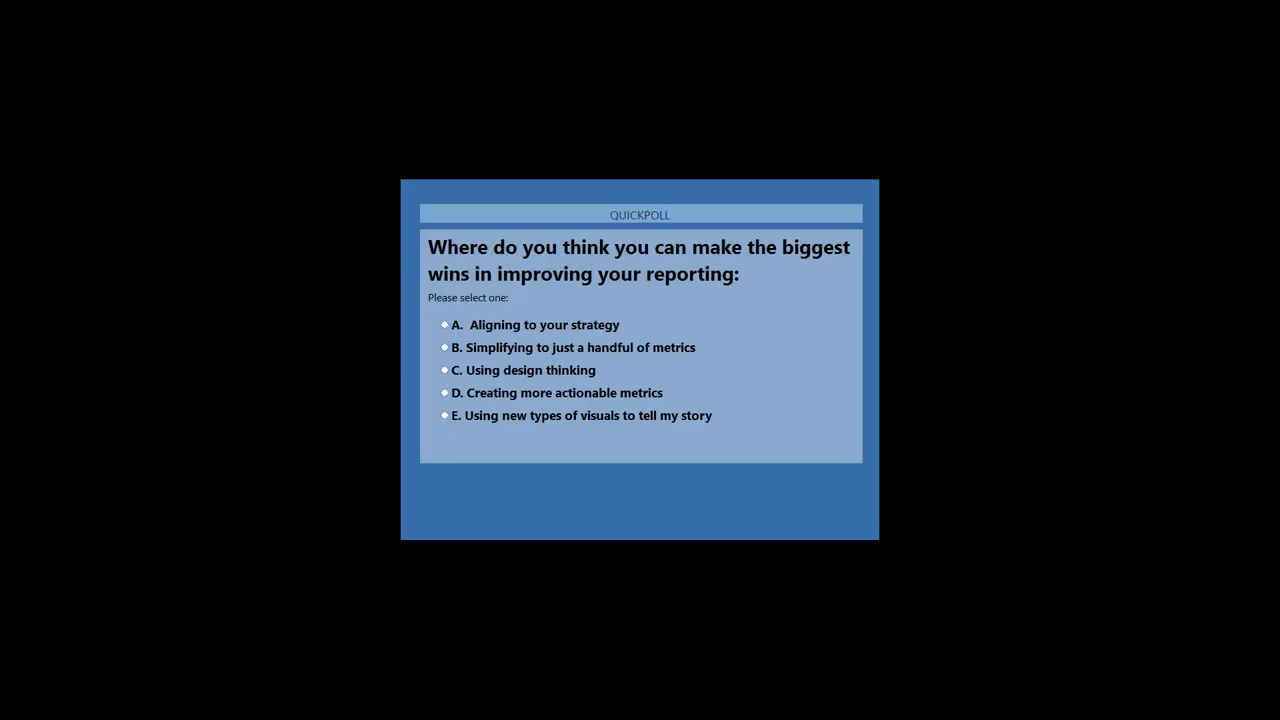 QUICKPOLL
Where do you think you can make the biggest
wins in improving your reporting:
Please select one:
A.  Aligning to your strategy
B. Simplifying to just a handful of metrics
C. Using design thinking
D. Creating more actionable metrics
E. Using new types of visuals to tell my story